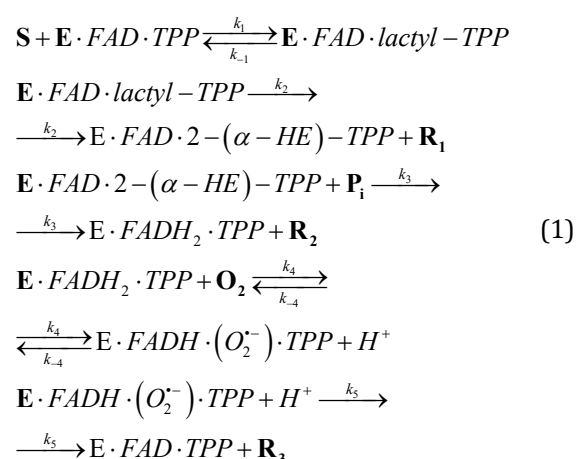 S + E · FAD · TPP ⇄ (k₁, k₋₁) E · FAD · lactyl − TPP
E · FAD · lactyl − TPP —k₂→
—k₂→ E · FAD · 2 − (α − HE) − TPP + R₁
E · FAD · 2 − (α − HE) − TPP + Pᵢ —k₃→
—k₃→ E · FADH₂ · TPP + R₂ (1)
E · FADH₂ · TPP + O₂ ⇄ (k₄, k₋₄)
⇄ (k₄, k₋₄) E · FADH · (O₂•−) · TPP + H⁺
E · FADH · (O₂•−) · TPP + H⁺ —k₅→
—k₅→ E · FAD · TPP + R₃